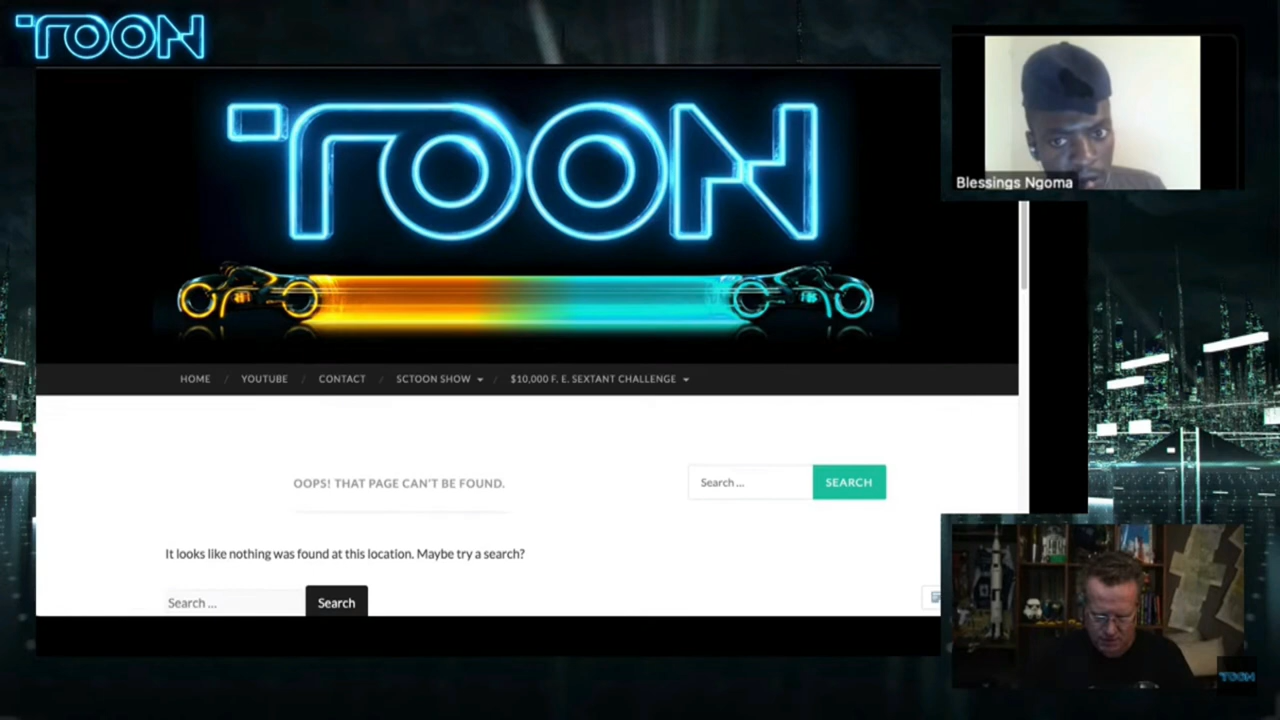 TOON
TOON
Blessings Ngoma
HOME / YOUTUBE / CONTACT / SCTOON SHOW / $10,000 F. E. SEXTANT CHALLENGE
OOPS! THAT PAGE CAN'T BE FOUND.
Search ...
SEARCH
It looks like nothing was found at this location. Maybe try a search?
Search ...
Search
TOON